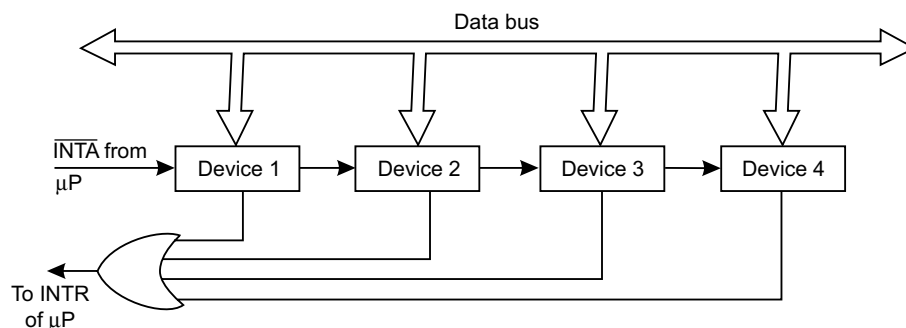 Data bus
INTA from
μP
Device 1
Device 2
Device 3
Device 4
To INTR
of μP